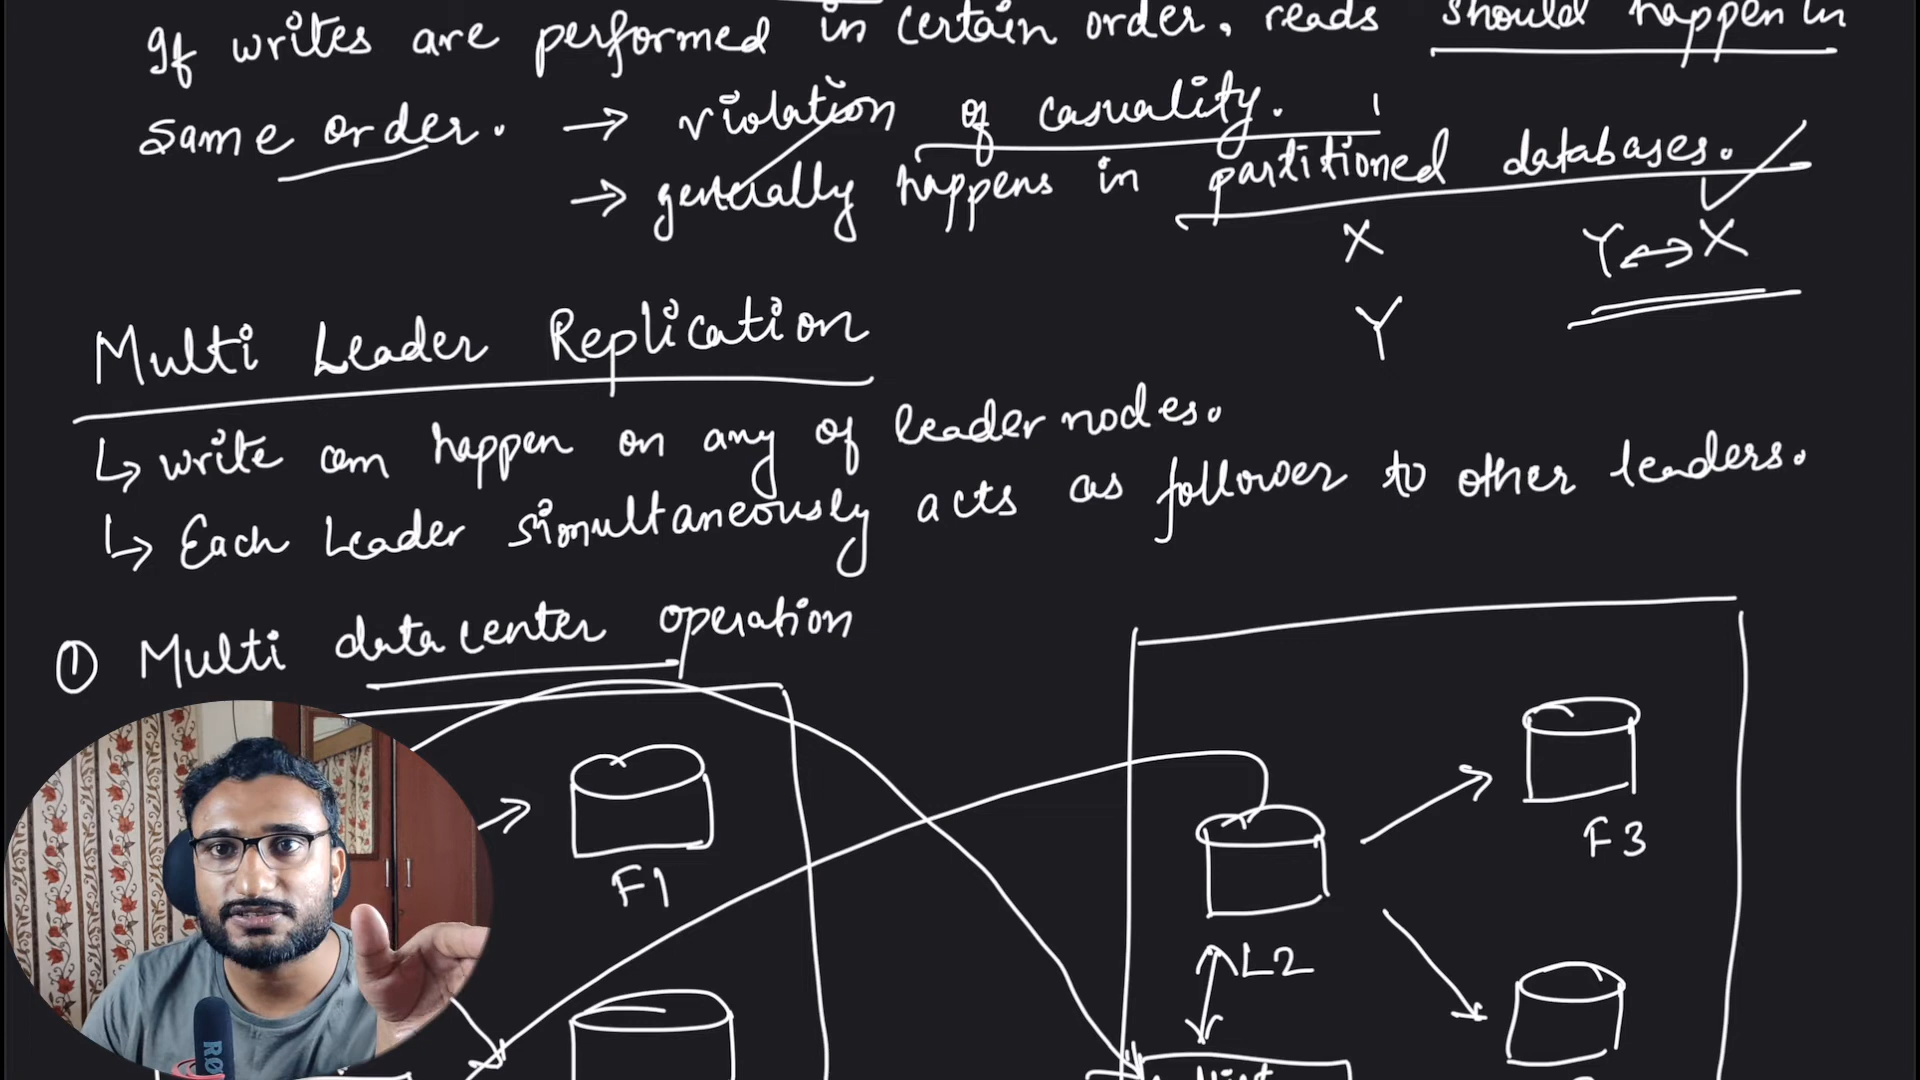 If writes are performed in certain order, reads should happen in
same order. → violation of casuality.
→ generally happens in partitioned databases.
X Y ↔ X
Y
Multi Leader Replication
↳ write can happen on any of leader nodes.
↳ Each Leader simultaneously acts as follower to other leaders.
① Multi datacenter operation
F1
F3
L2